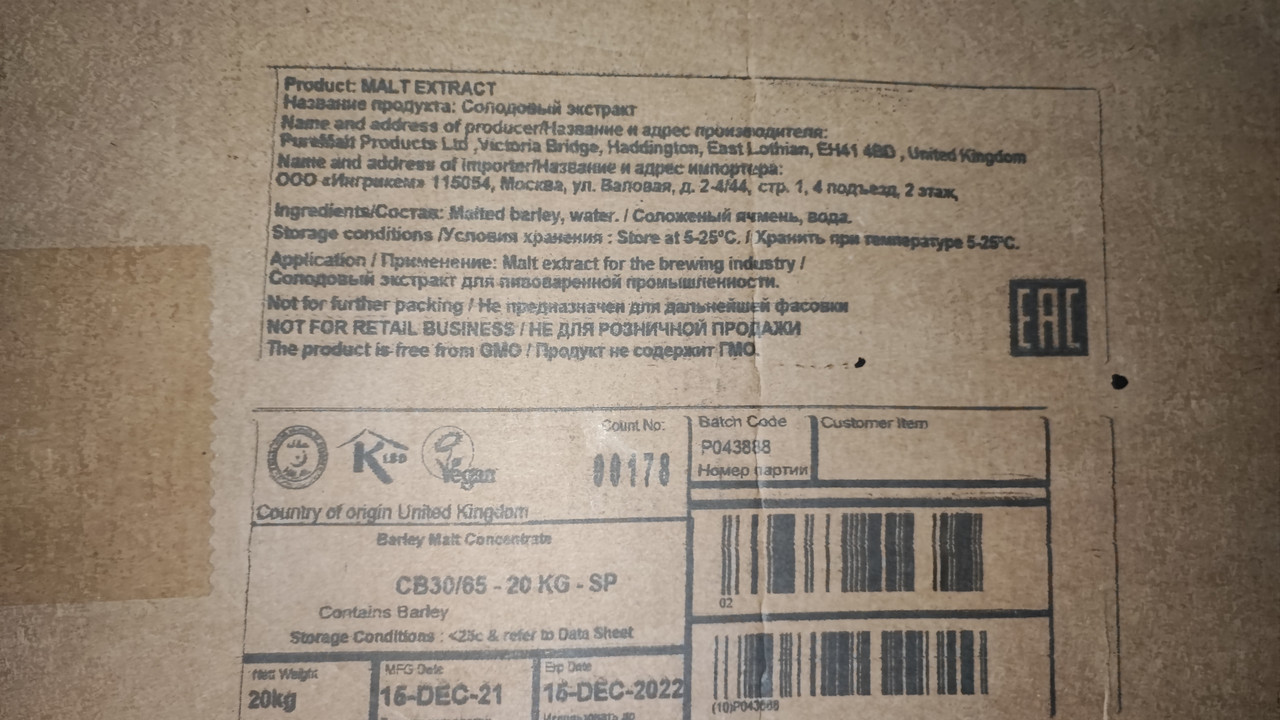 Product: MALT EXTRACT
Название продукта: Солодовый экстракт
Name and address of producer/Название и адрес производителя:
PureMalt Products Ltd ,Victoria Bridge, Haddington, East Lothian, EH41 4BD , United Kingdom
Name and address of importer/Название и адрес импортера:
ООО «Ингрикем» 115054, Москва, ул. Валовая, д. 2-4/44, стр. 1, 4 подъезд, 2 этаж,
Ingredients/Состав: Malted barley, water. / Соложеный ячмень, вода.
Storage conditions /Условия хранения : Store at 5-25°C. / Хранить при температуре 5-25°C.
Application / Применение: Malt extract for the brewing industry /
Солодовый экстракт для пивоваренной промышленности.
Not for further packing / Не предназначен для дальнейшей фасовки
NOT FOR RETAIL BUSINESS / НЕ ДЛЯ РОЗНИЧНОЙ ПРОДАЖИ
The product is free from GMO / Продукт не содержит ГМО.
EAC
K LBD
Vegan
Count No:
00178
Batch Code
P043888
Номер партии
Customer Item
Country of origin United Kingdom
Barley Malt Concentrate
CB30/65 - 20 KG - SP
Contains Barley
Storage Conditions : <25c & refer to Data Sheet
02
Net Weight
20kg
MFG Date
15-DEC-21
Exp Date
15-DEC-2022
Использовать до
(10)P043888